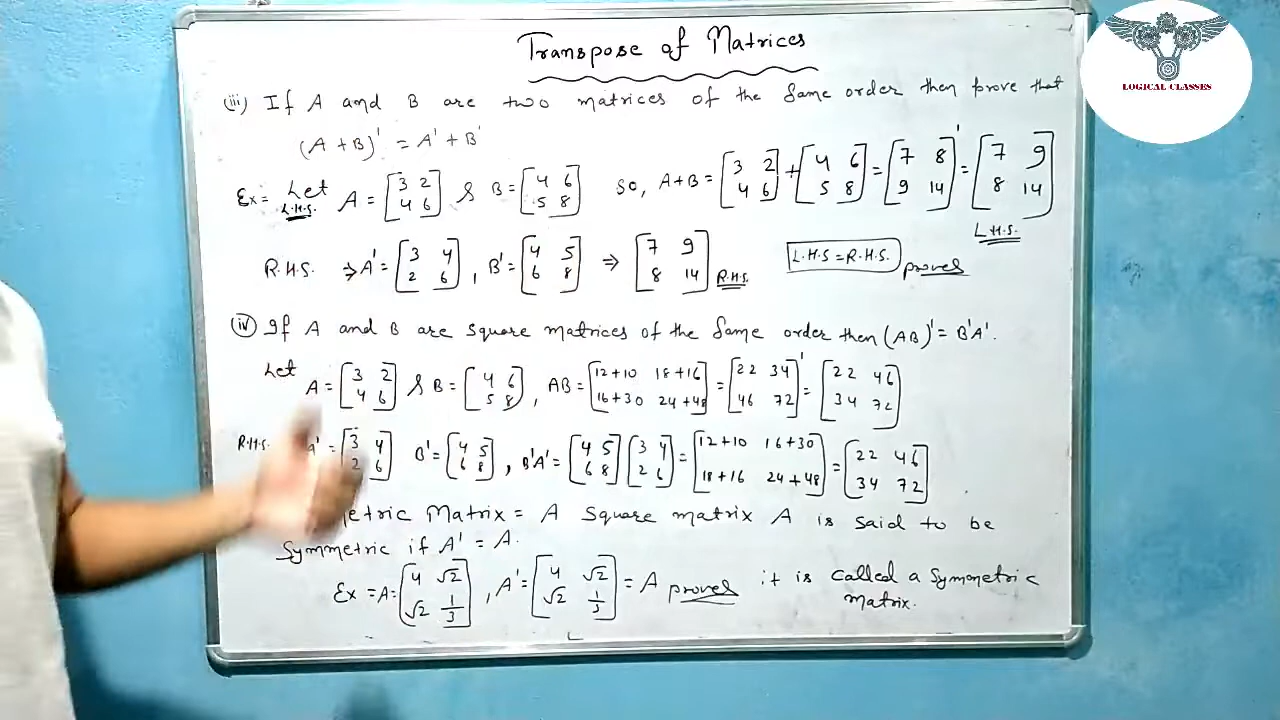 Transpose of Matrices
LOGICAL CLASSES
(iii) If A and B are two matrices of the same order then prove that
(A + B)' = A' + B'
Ex = Let A = [3 2; 4 6] & B = [4 6; 5 8] so, A+B = [3 2; 4 6] + [4 6; 5 8] = [7 8; 9 14]' = [7 9; 8 14]
L.H.S. L.H.S.
R.H.S. ⇒ A' = [3 4; 2 6], B' = [4 5; 6 8] ⇒ [7 9; 8 14] R.H.S. L.H.S = R.H.S. proves
(iv) If A and B are square matrices of the same order then (AB)' = B'A'.
Let A = [3 2; 4 6] & B = [4 6; 5 8], AB = [12+10 18+16; 16+30 24+48] = [22 34; 46 72]' = [22 46; 34 72]
R.H.S. ' = [3 4; 2 6] B' = [4 5; 6 8], B'A' = [4 5; 6 8] [3 4; 2 6] = [12+10 16+30; 18+16 24+48] = [22 46; 34 72]
etric Matrix = A square matrix A is said to be
Symmetric if A' = A.
Ex = A = [4 √2; √2 1/3], A' = [4 √2; √2 1/3] = A proves it is called a symmetric
matrix.